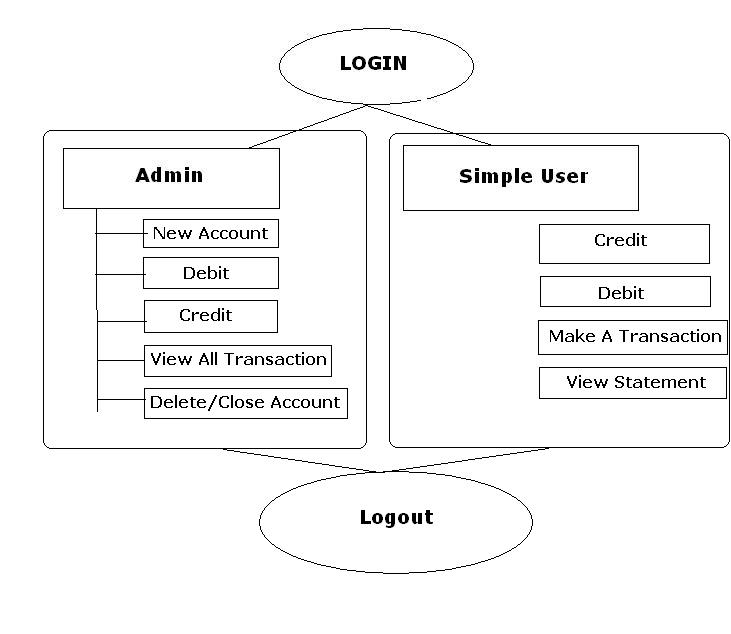 LOGIN
Admin
New Account
Debit
Credit
View All Transaction
Delete/Close Account
Simple User
Credit
Debit
Make A Transaction
View Statement
Logout